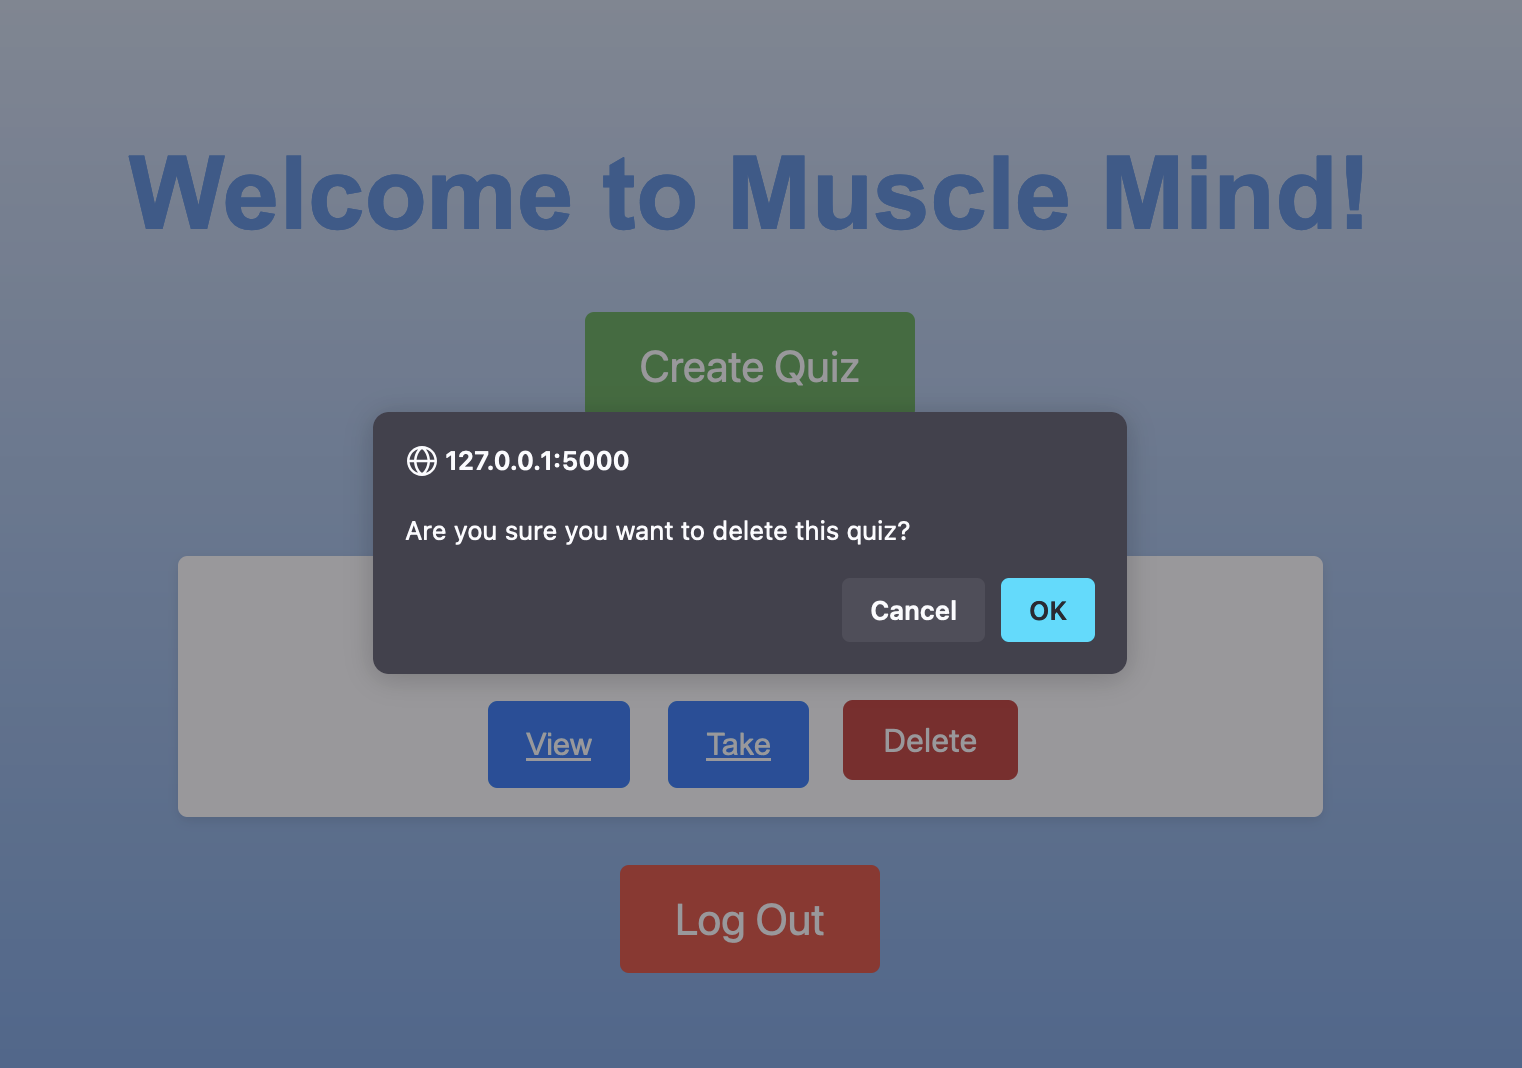 Welcome to Muscle Mind!
Create Quiz
127.0.0.1:5000
Are you sure you want to delete this quiz?
Cancel OK
View Take Delete
Log Out